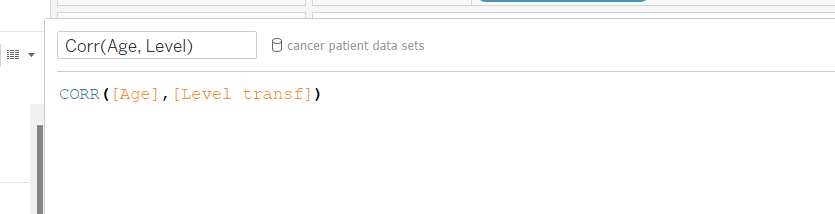 Corr(Age, Level)
cancer patient data sets
CORR([Age],[Level transf])